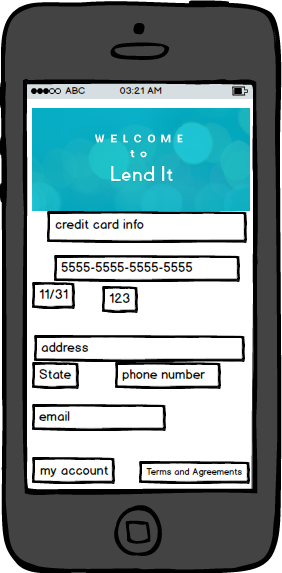 ABC 03:21 AM
WELCOME
to
Lend It
credit card info
5555-5555-5555-5555
11/31 123
address
State phone number
email
my account Terms and Agreements